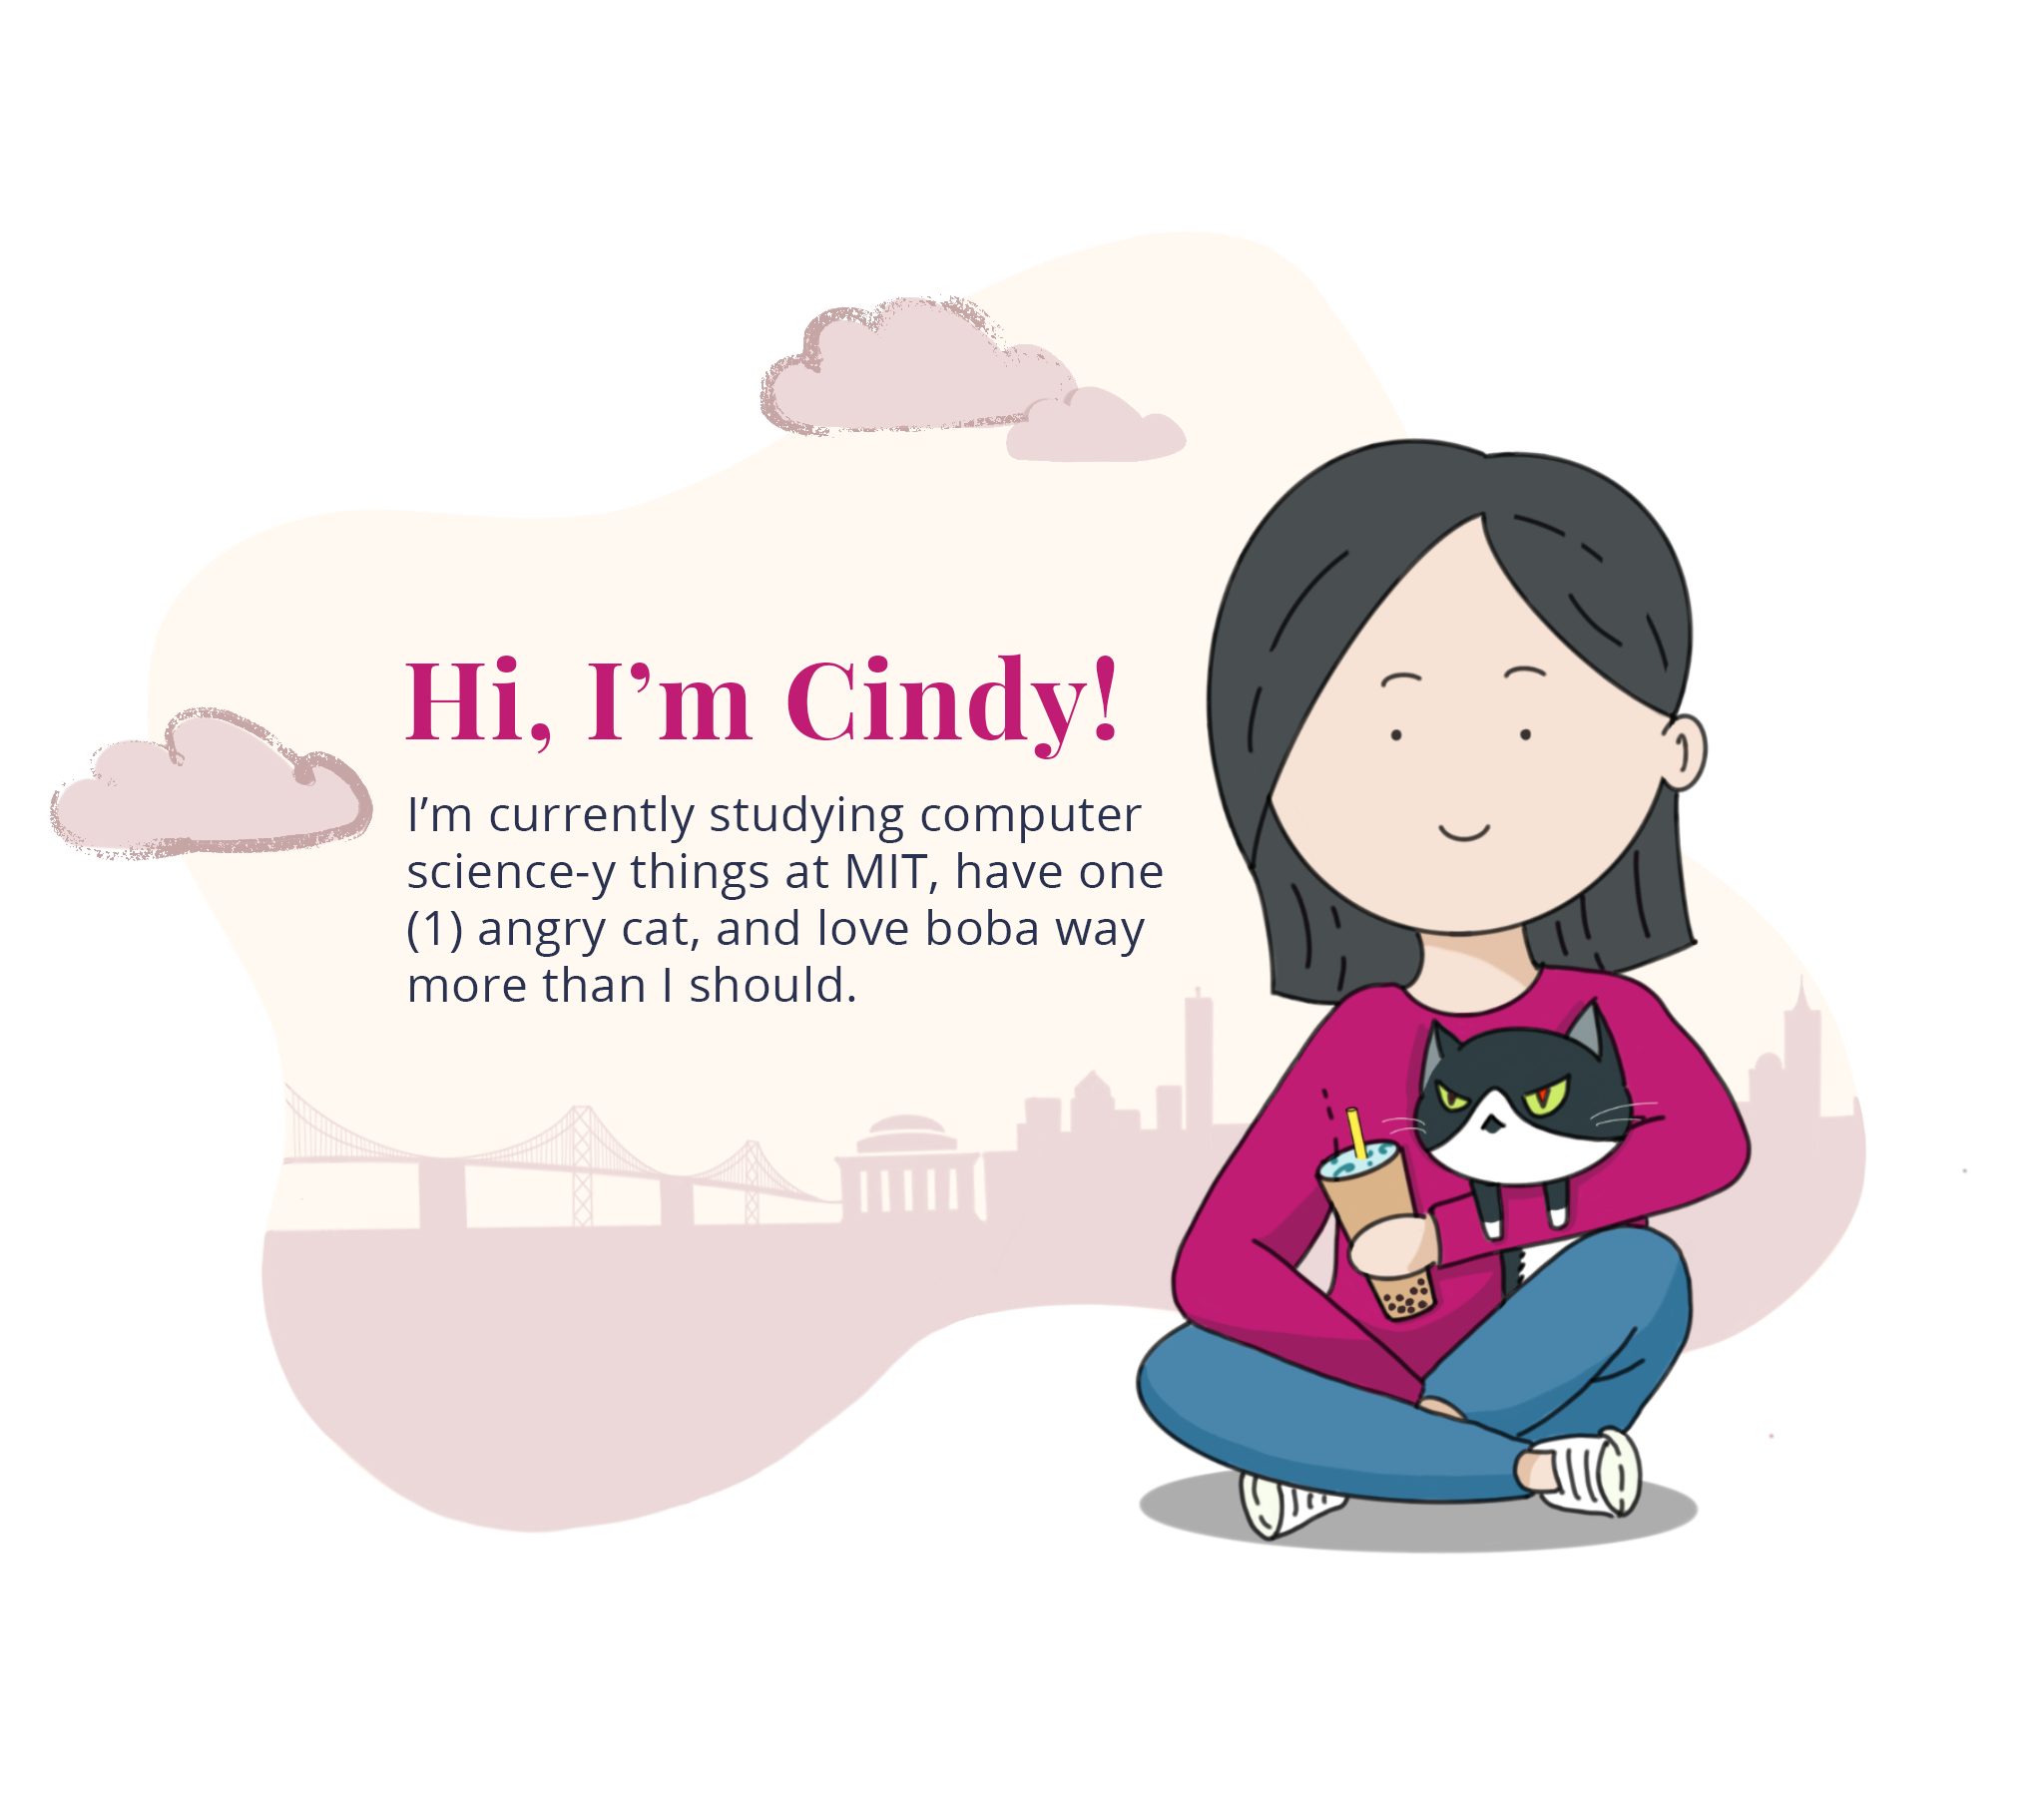 Hi, I’m Cindy!
I’m currently studying computer
science-y things at MIT, have one
(1) angry cat, and love boba way
more than I should.